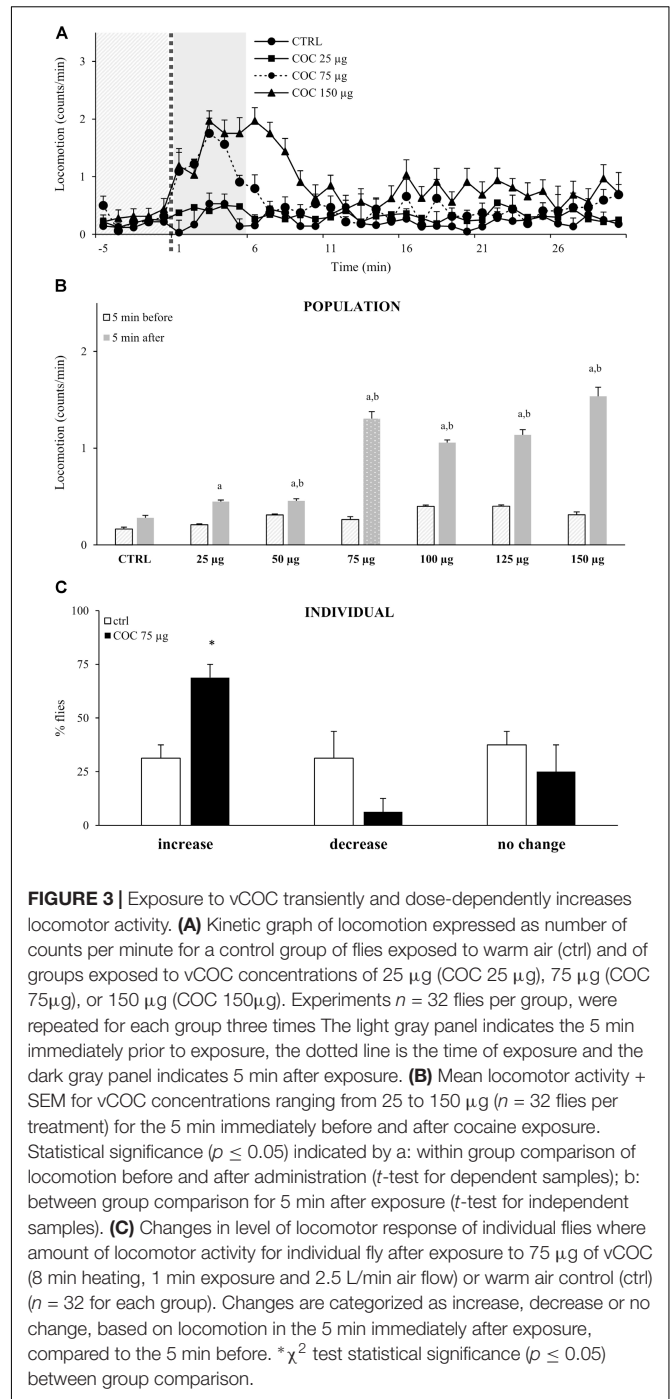 A
CTRL
COC 25 µg
COC 75 µg
COC 150 µg
Locomotion (counts/min)
3
2
1
0
-5 1 6 11 16 21 26
Time (min)
B
POPULATION
5 min before
5 min after
Locomotion (counts/min)
2
1
0
a a,b a,b a,b a,b a,b
CTRL 25 µg 50 µg 75 µg 100 µg 125 µg 150 µg
C
INDIVIDUAL
ctrl
COC 75 µg
% flies
100
75
50
25
0
*
increase decrease no change
FIGURE 3 | Exposure to vCOC transiently and dose-dependently increases
locomotor activity. (A) Kinetic graph of locomotion expressed as number of
counts per minute for a control group of flies exposed to warm air (ctrl) and of
groups exposed to vCOC concentrations of 25 µg (COC 25 µg), 75 µg (COC
75µg), or 150 µg (COC 150µg). Experiments n = 32 flies per group, were
repeated for each group three times The light gray panel indicates the 5 min
immediately prior to exposure, the dotted line is the time of exposure and the
dark gray panel indicates 5 min after exposure. (B) Mean locomotor activity +
SEM for vCOC concentrations ranging from 25 to 150 µg (n = 32 flies per
treatment) for the 5 min immediately before and after cocaine exposure.
Statistical significance (p ≤ 0.05) indicated by a: within group comparison of
locomotion before and after administration (t-test for dependent samples); b:
between group comparison for 5 min after exposure (t-test for independent
samples). (C) Changes in level of locomotor response of individual flies where
amount of locomotor activity for individual fly after exposure to 75 µg of vCOC
(8 min heating, 1 min exposure and 2.5 L/min air flow) or warm air control (ctrl)
(n = 32 for each group). Changes are categorized as increase, decrease or no
change, based on locomotion in the 5 min immediately after exposure,
compared to the 5 min before. *χ2 test statistical significance (p ≤ 0.05)
between group comparison.